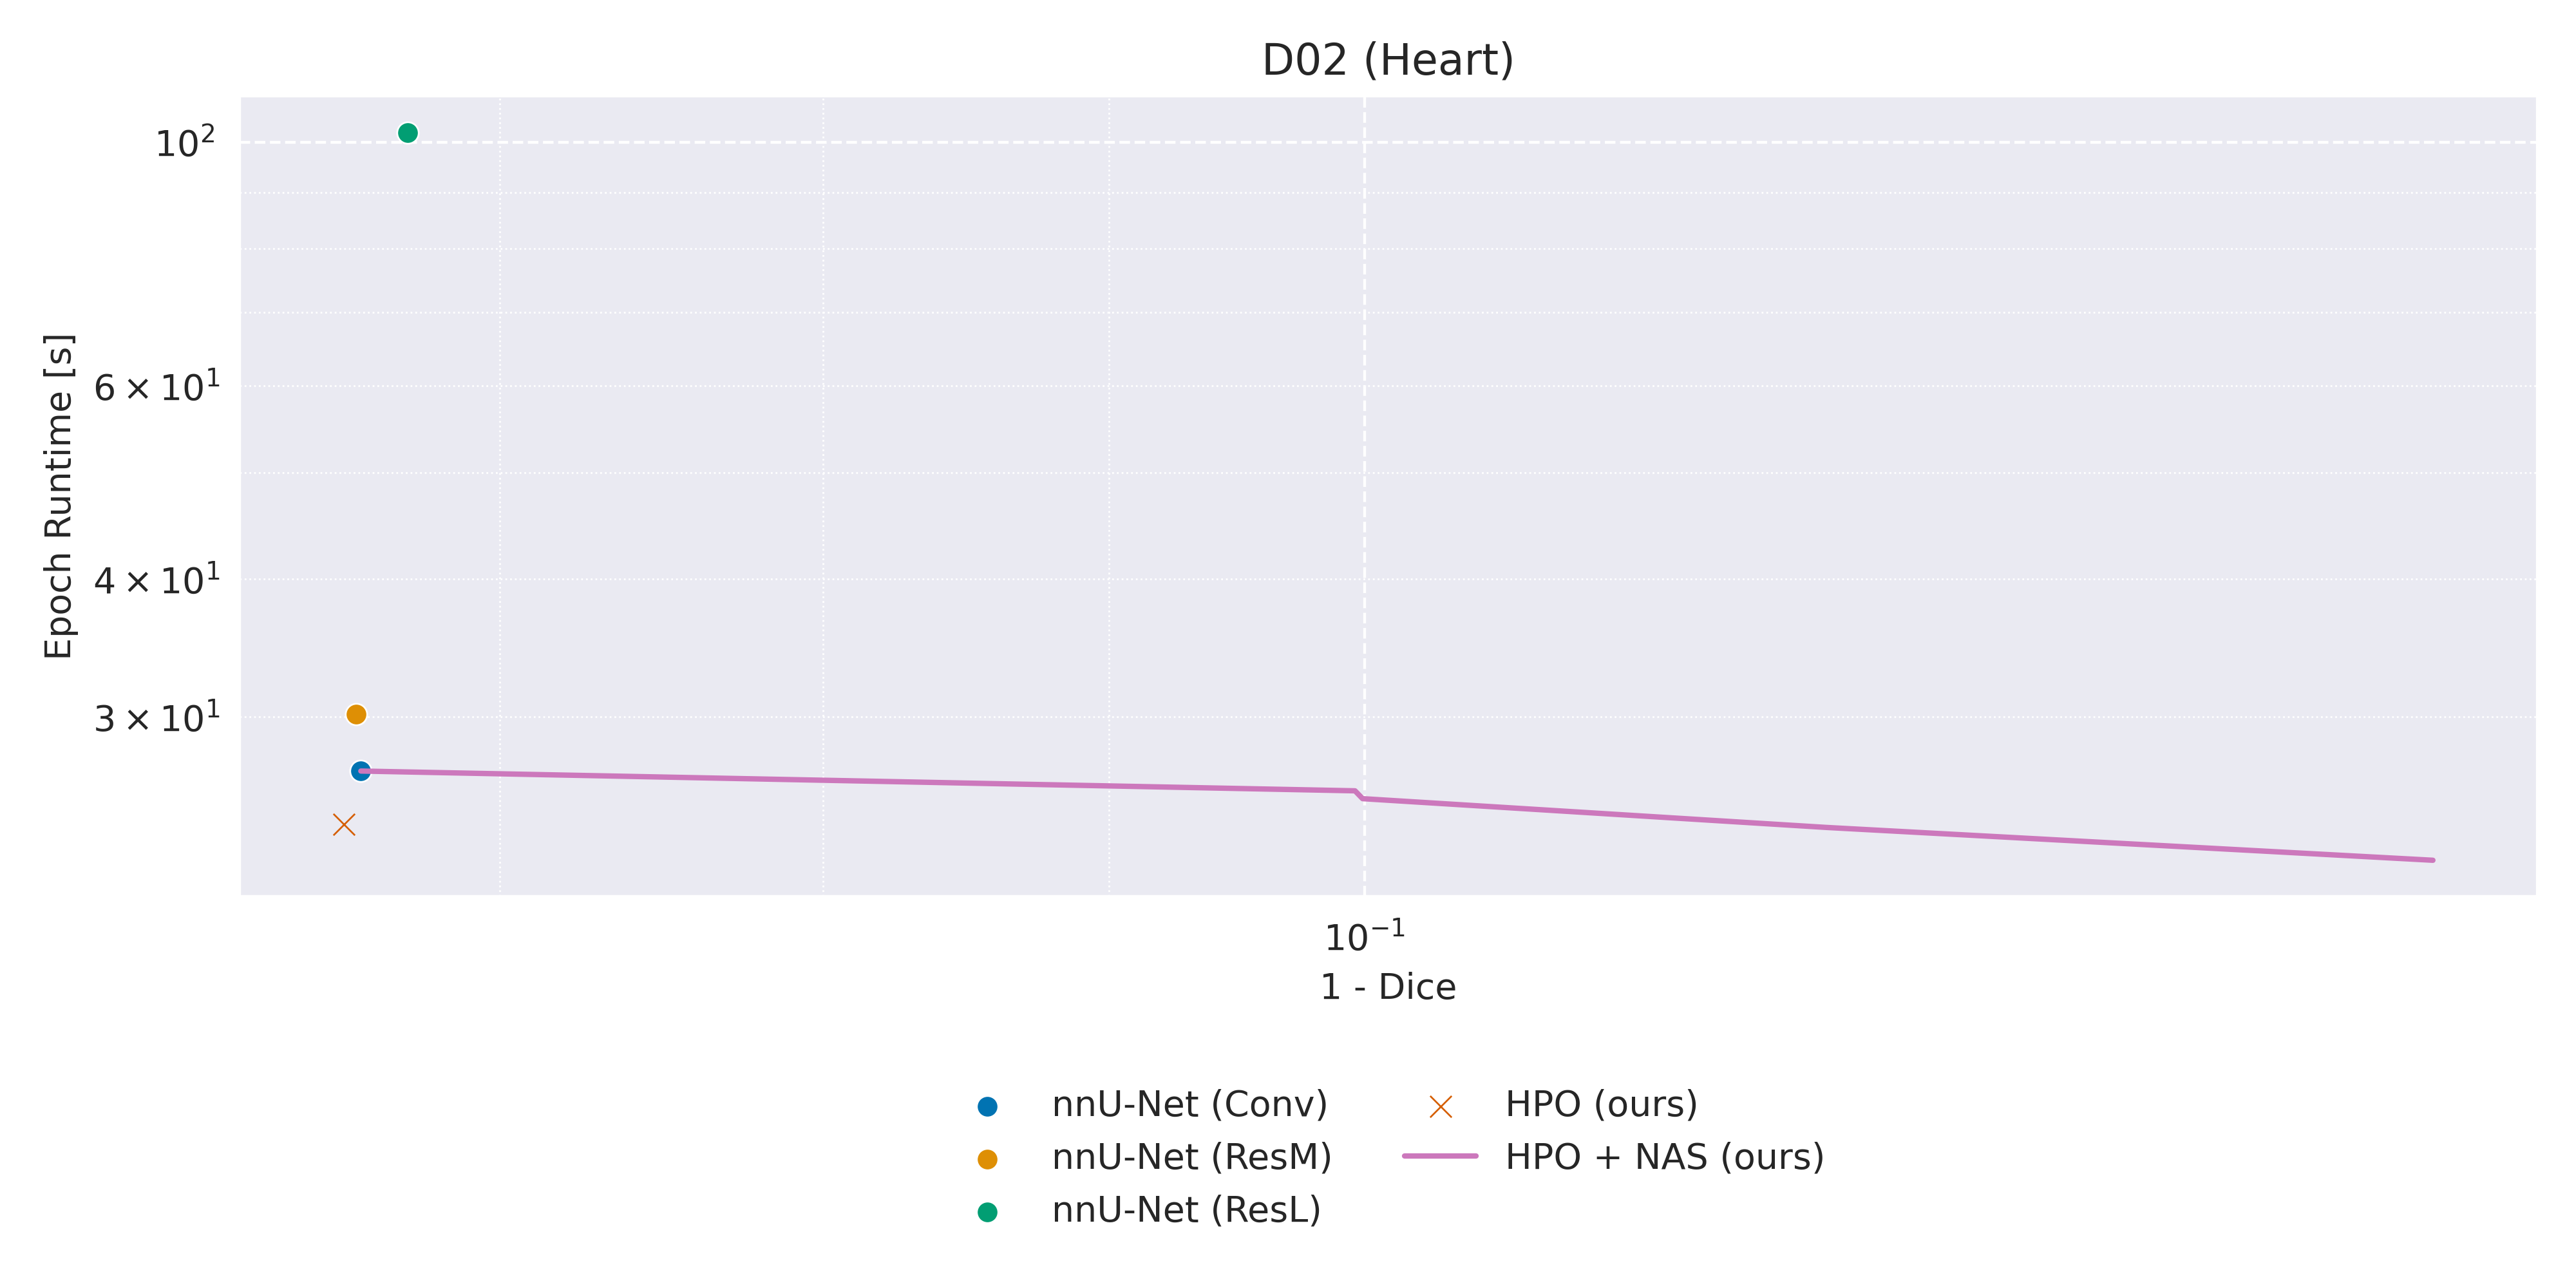 D02 (Heart)
Epoch Runtime [s]
10²
6 × 10¹
4 × 10¹
3 × 10¹
10⁻¹
1 - Dice
nnU-Net (Conv)
nnU-Net (ResM)
nnU-Net (ResL)
HPO (ours)
HPO + NAS (ours)